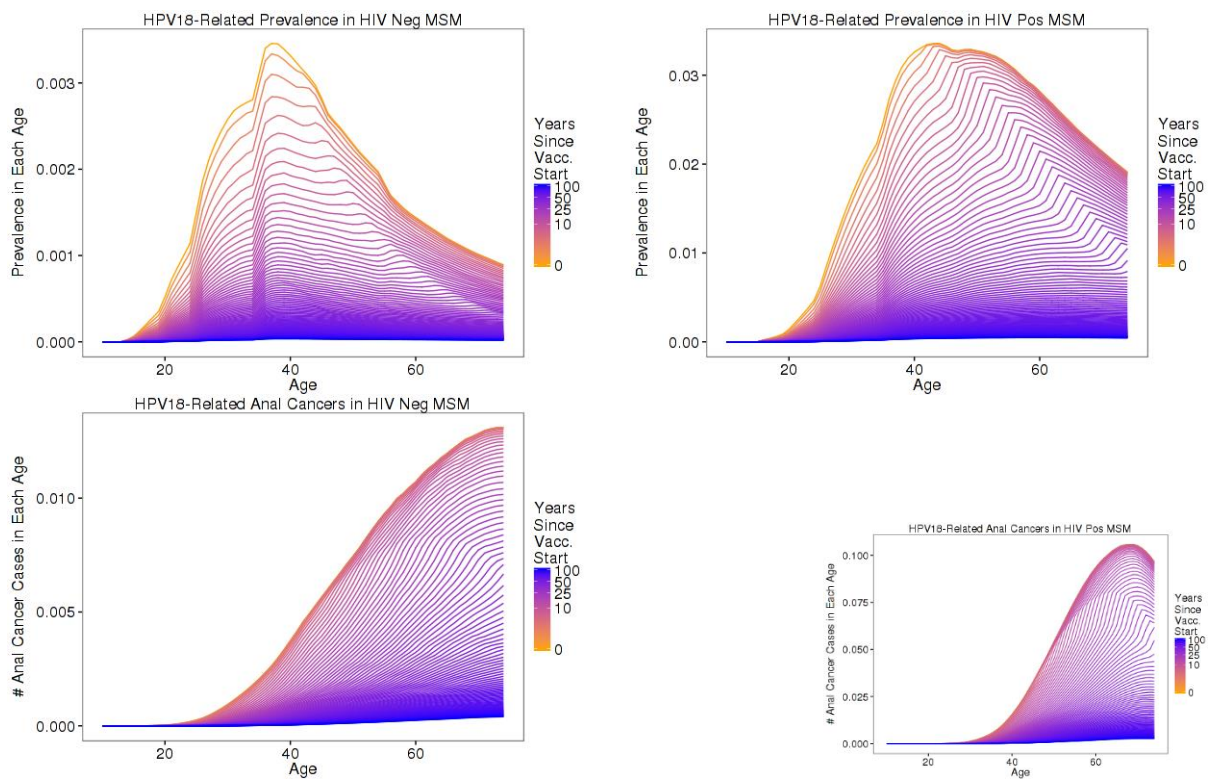 HPV18-Related Prevalence in HIV Neg MSM
Prevalence in Each Age
0.003
0.002
0.001
0.000
20
40
60
Age
Years
Since
Vacc.
Start
100
50
25
10
0
HPV18-Related Prevalence in HIV Pos MSM
Prevalence in Each Age
0.03
0.02
0.01
0.00
20
40
60
Age
Years
Since
Vacc.
Start
100
50
25
10
0
HPV18-Related Anal Cancers in HIV Neg MSM
# Anal Cancer Cases in Each Age
0.010
0.005
0.000
20
40
60
Age
Years
Since
Vacc.
Start
100
50
25
10
0
HPV18-Related Anal Cancers in HIV Pos MSM
# Anal Cancer Cases in Each Age
0.100
0.075
0.050
0.025
0.000
20
40
60
Age
Years
Since
Vacc.
Start
100
50
25
10
0